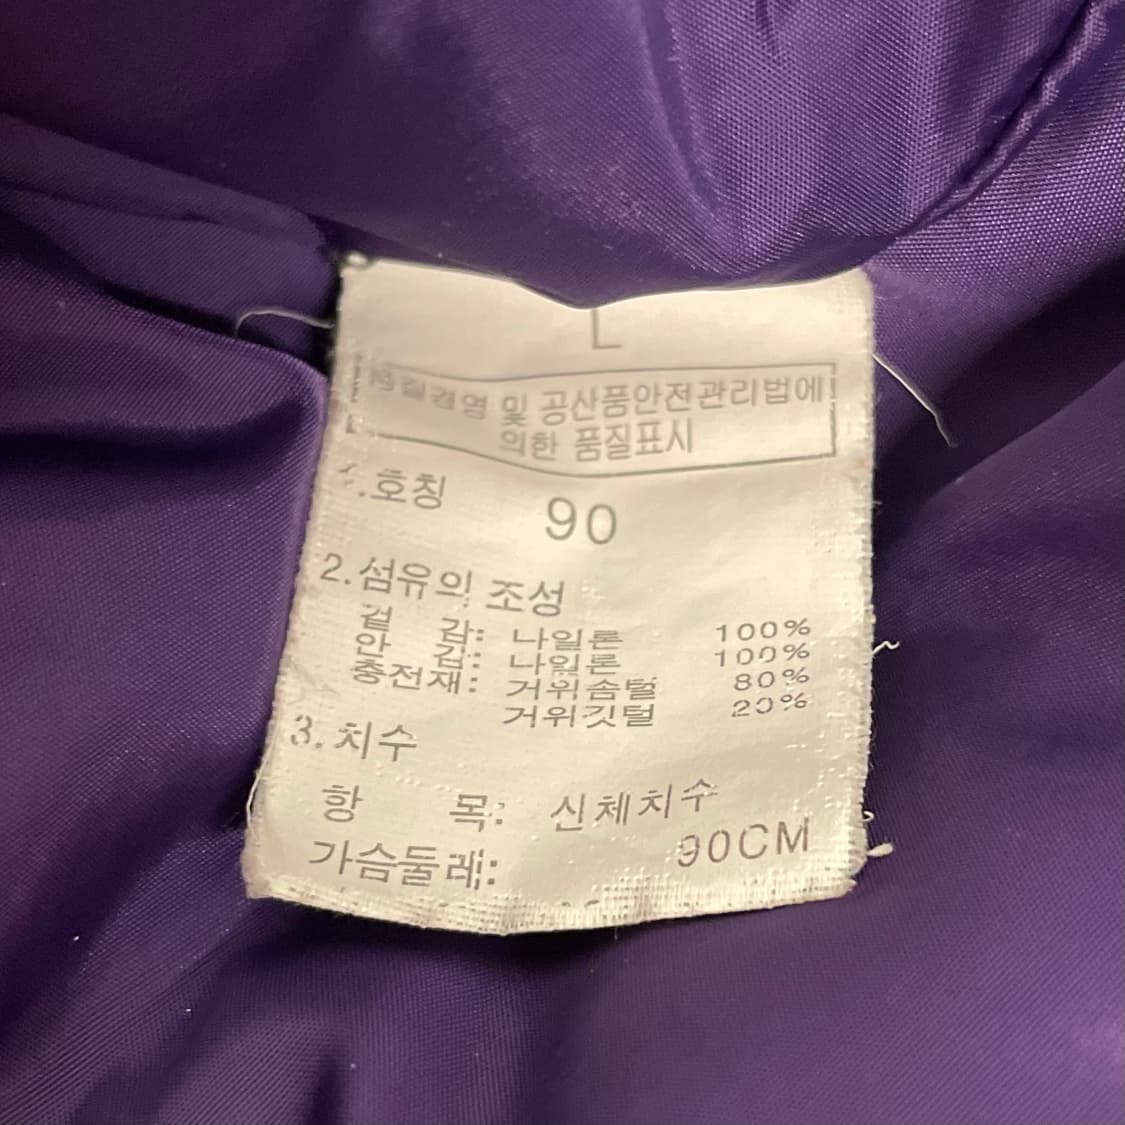 L
품질경영 및 공산품안전관리법에
의한 품질표시
1.호칭 90
2.섬유의 조성
겉 감: 나일론 100%
안 감: 나일론 100%
충전재: 거위솜털 80%
거위깃털 20%
3.치수
항 목: 신체치수
가슴둘레: 90CM